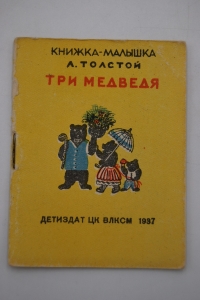 КНИЖКА-МАЛЫШКА
Л. ТОЛСТОЙ
ТРИ МЕДВЕДЯ
ДЕТИЗДАТ ЦК ВЛКСМ 1937